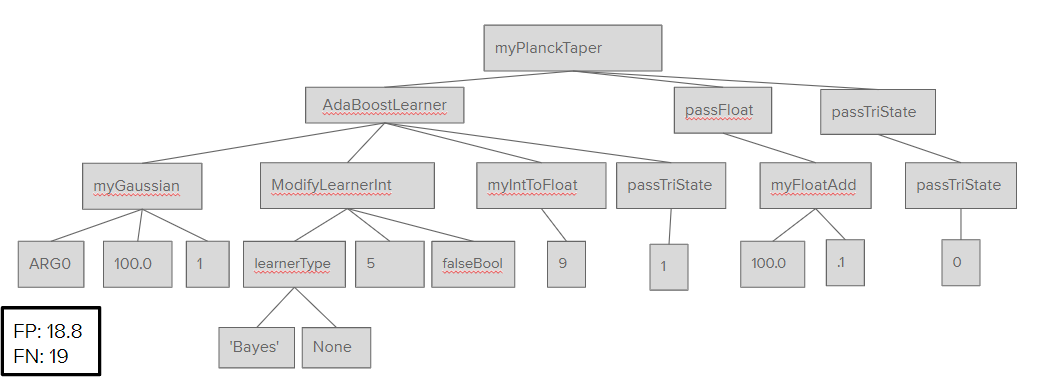 myPlanckTaper
AdaBoostLearner
passFloat
passTriState
myGaussian
ModifyLearnerInt
myIntToFloat
passTriState
myFloatAdd
passTriState
ARG0
100.0
1
learnerType
5
falseBool
9
1
100.0
.1
0
'Bayes'
None
FP: 18.8
FN: 19